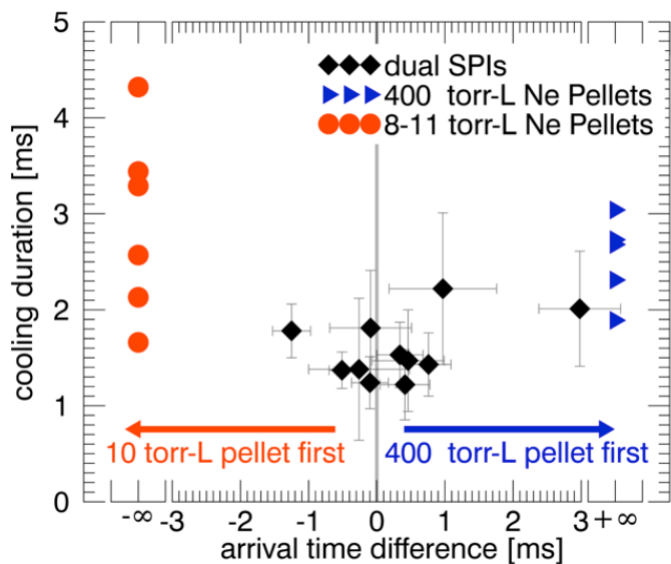 5
dual SPIs
400 torr-L Ne Pellets
8-11 torr-L Ne Pellets
4
3
2
1
0
cooling duration [ms]
10 torr-L pellet first
400 torr-L pellet first
-∞ -3 -2 -1 0 1 2 3 +∞
arrival time difference [ms]